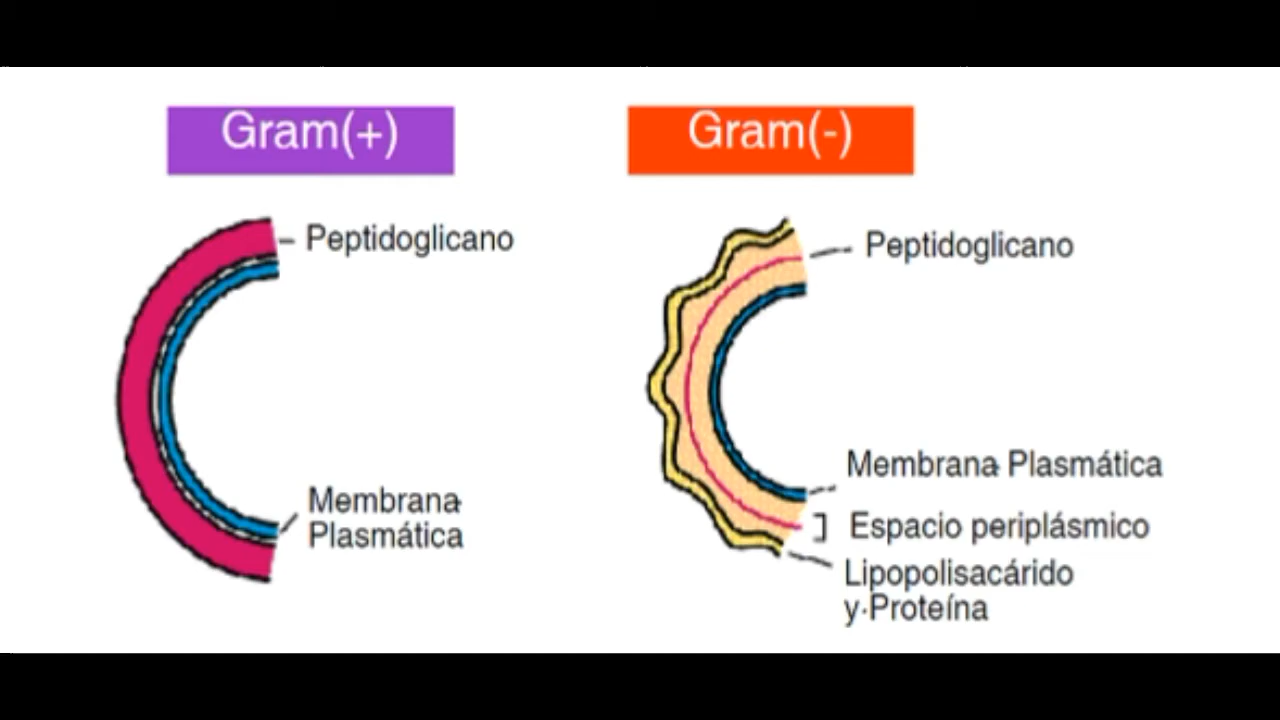 Gram(+)
Peptidoglicano
Membrana
Plasmática
Gram(-)
Peptidoglicano
Membrana Plasmática
Espacio periplásmico
Lipopolisacárido
y·Proteína